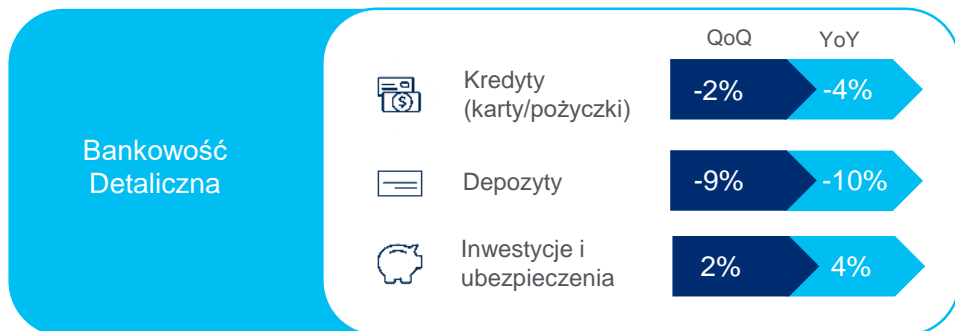 Bankowość
Detaliczna
QoQ YoY
Kredyty
(karty/pożyczki)
-2% -4%
Depozyty
-9% -10%
Inwestycje i
ubezpieczenia
2% 4%